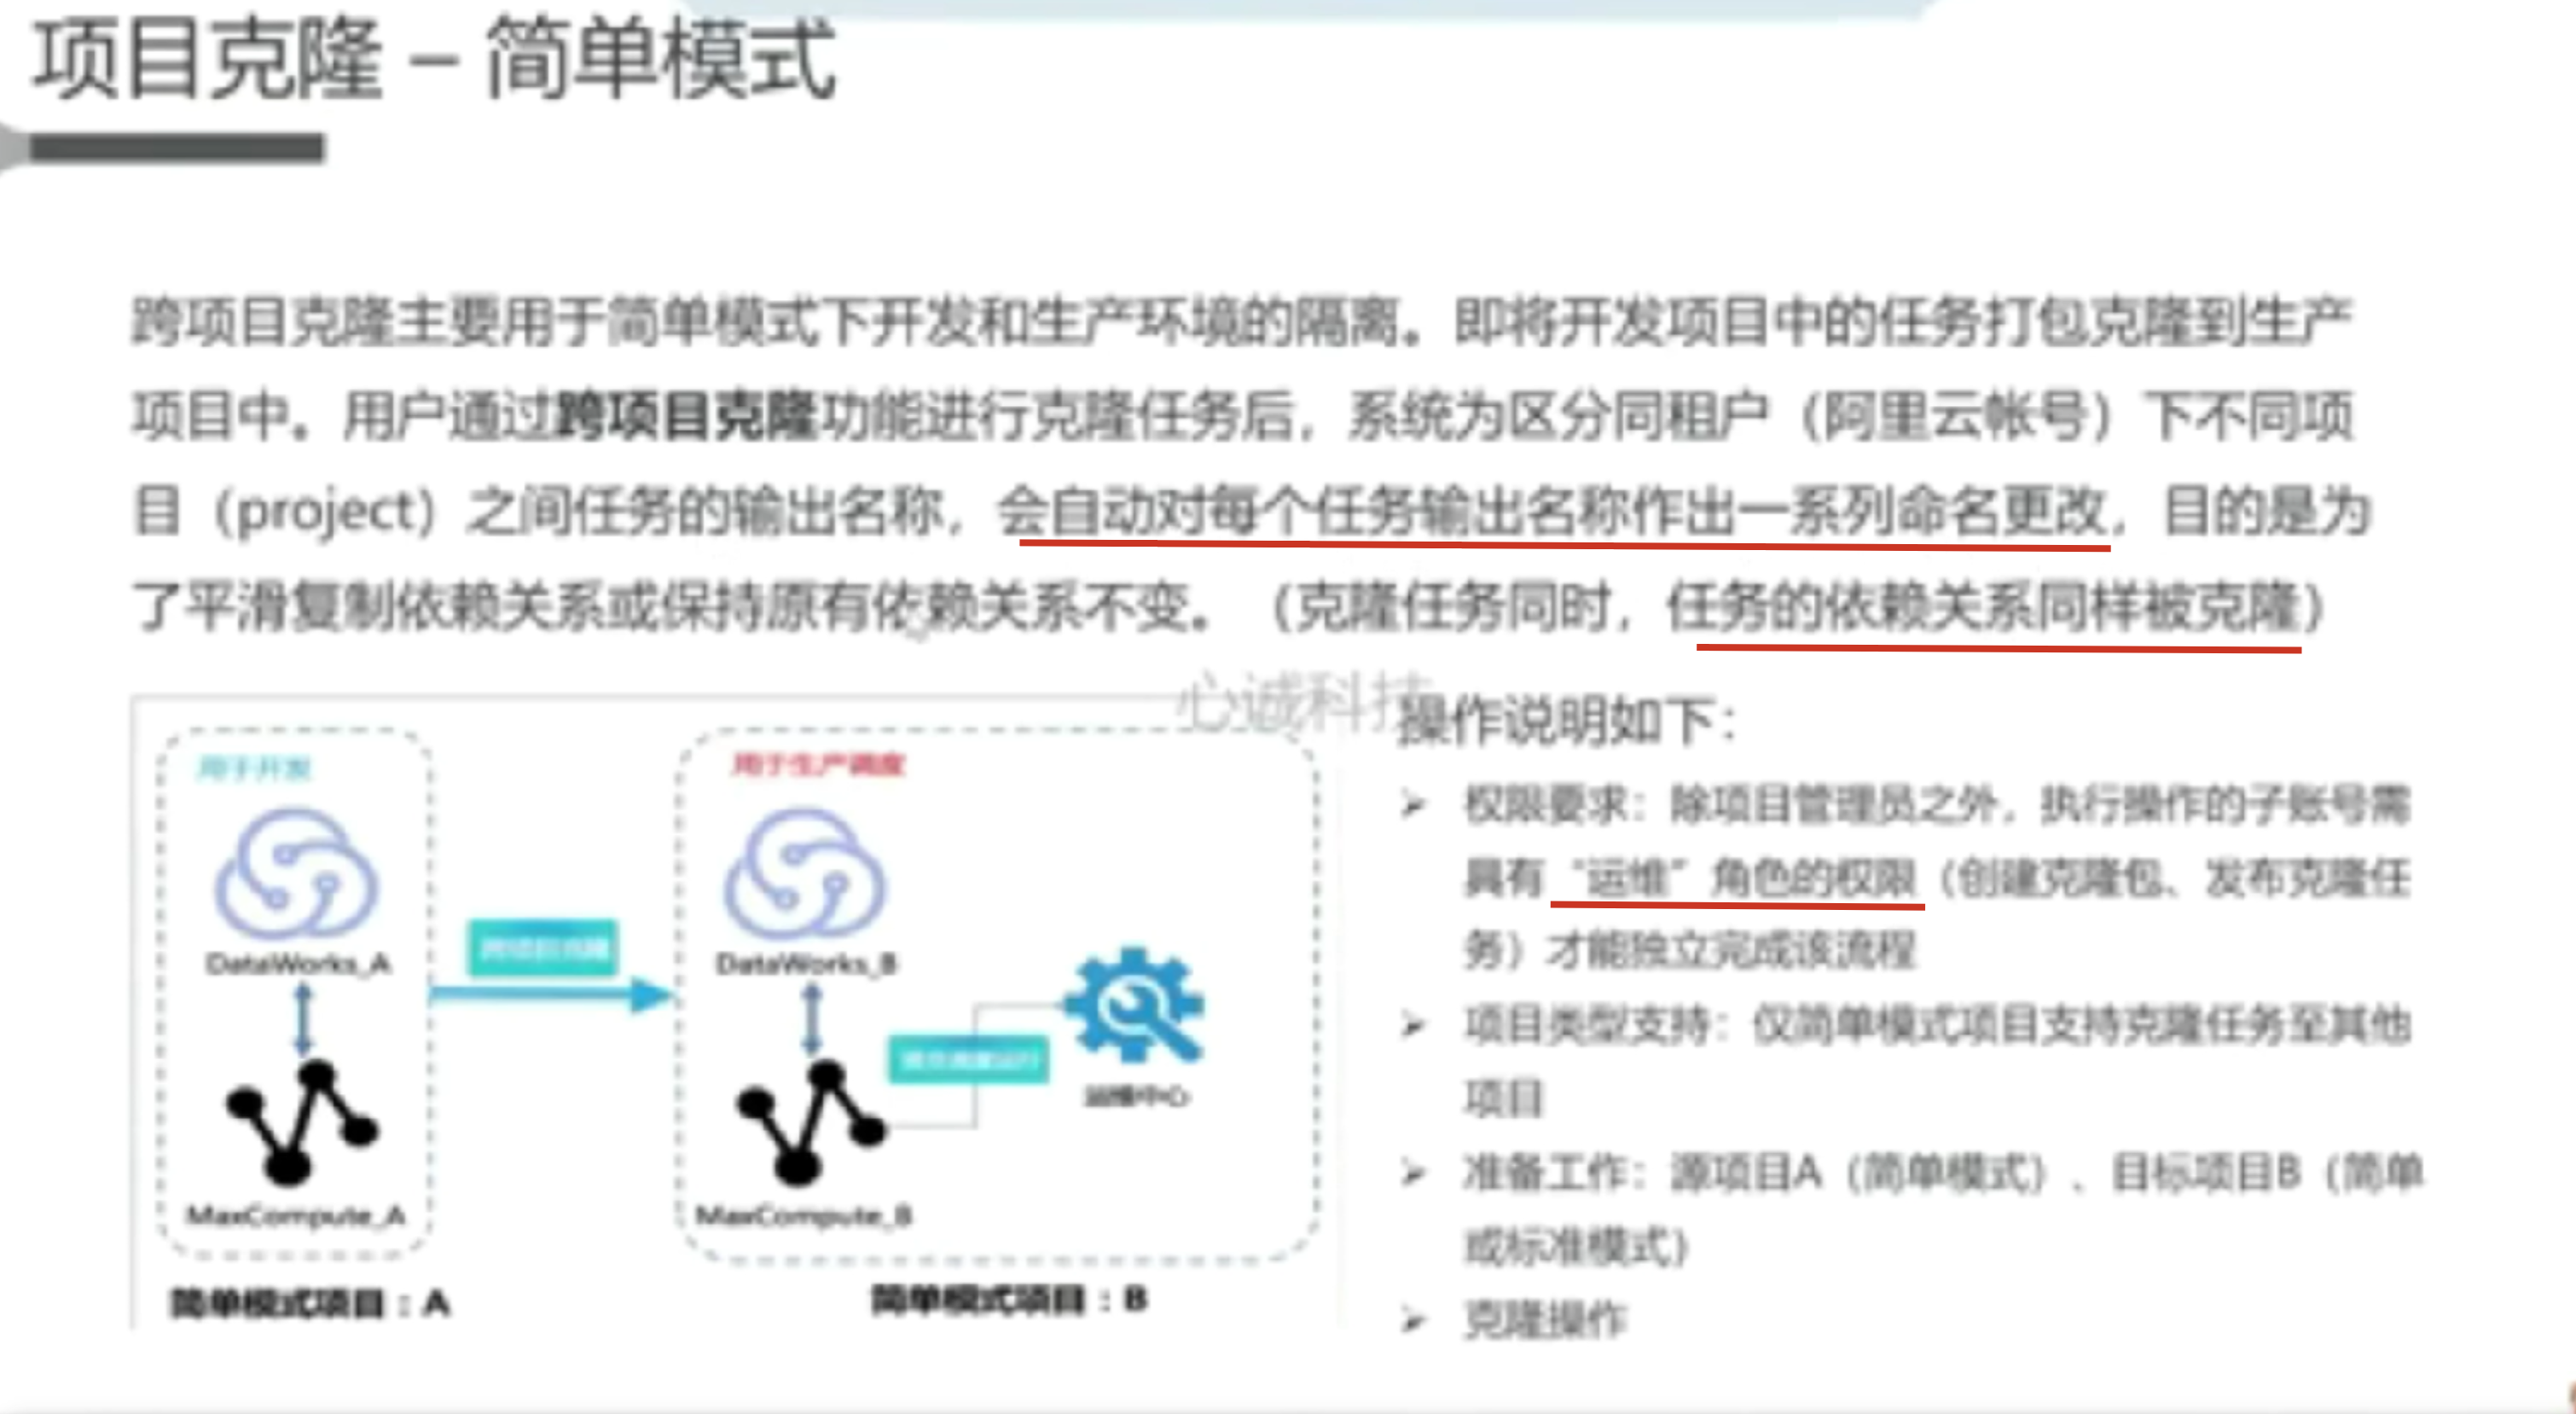 项目克隆 – 简单模式
跨项目克隆主要用于简单模式下开发和生产环境的隔离。即将开发项目中的任务打包克隆到生产
项目中。用户通过跨项目克隆功能进行克隆任务后，系统为区分同租户（阿里云帐号）下不同项
目（project）之间任务的输出名称，会自动对每个任务输出名称作出一系列命名更改，目的是为
了平滑复制依赖关系或保持原有依赖关系不变。（克隆任务同时，任务的依赖关系同样被克隆）
心诚科技
用于开发
用于生产调度
DataWorks_A
跨项目克隆
DataWorks_B
运维中心
MaxCompute_A
MaxCompute_B
简单模式项目：A
简单模式项目：B
操作说明如下：
➢ 权限要求：除项目管理员之外，执行操作的子账号需
具有“运维”角色的权限（创建克隆包、发布克隆任
务）才能独立完成该流程
➢ 项目类型支持：仅简单模式项目支持克隆任务至其他
项目
➢ 准备工作：源项目A（简单模式）、目标项目B（简单
或标准模式）
➢ 克隆操作